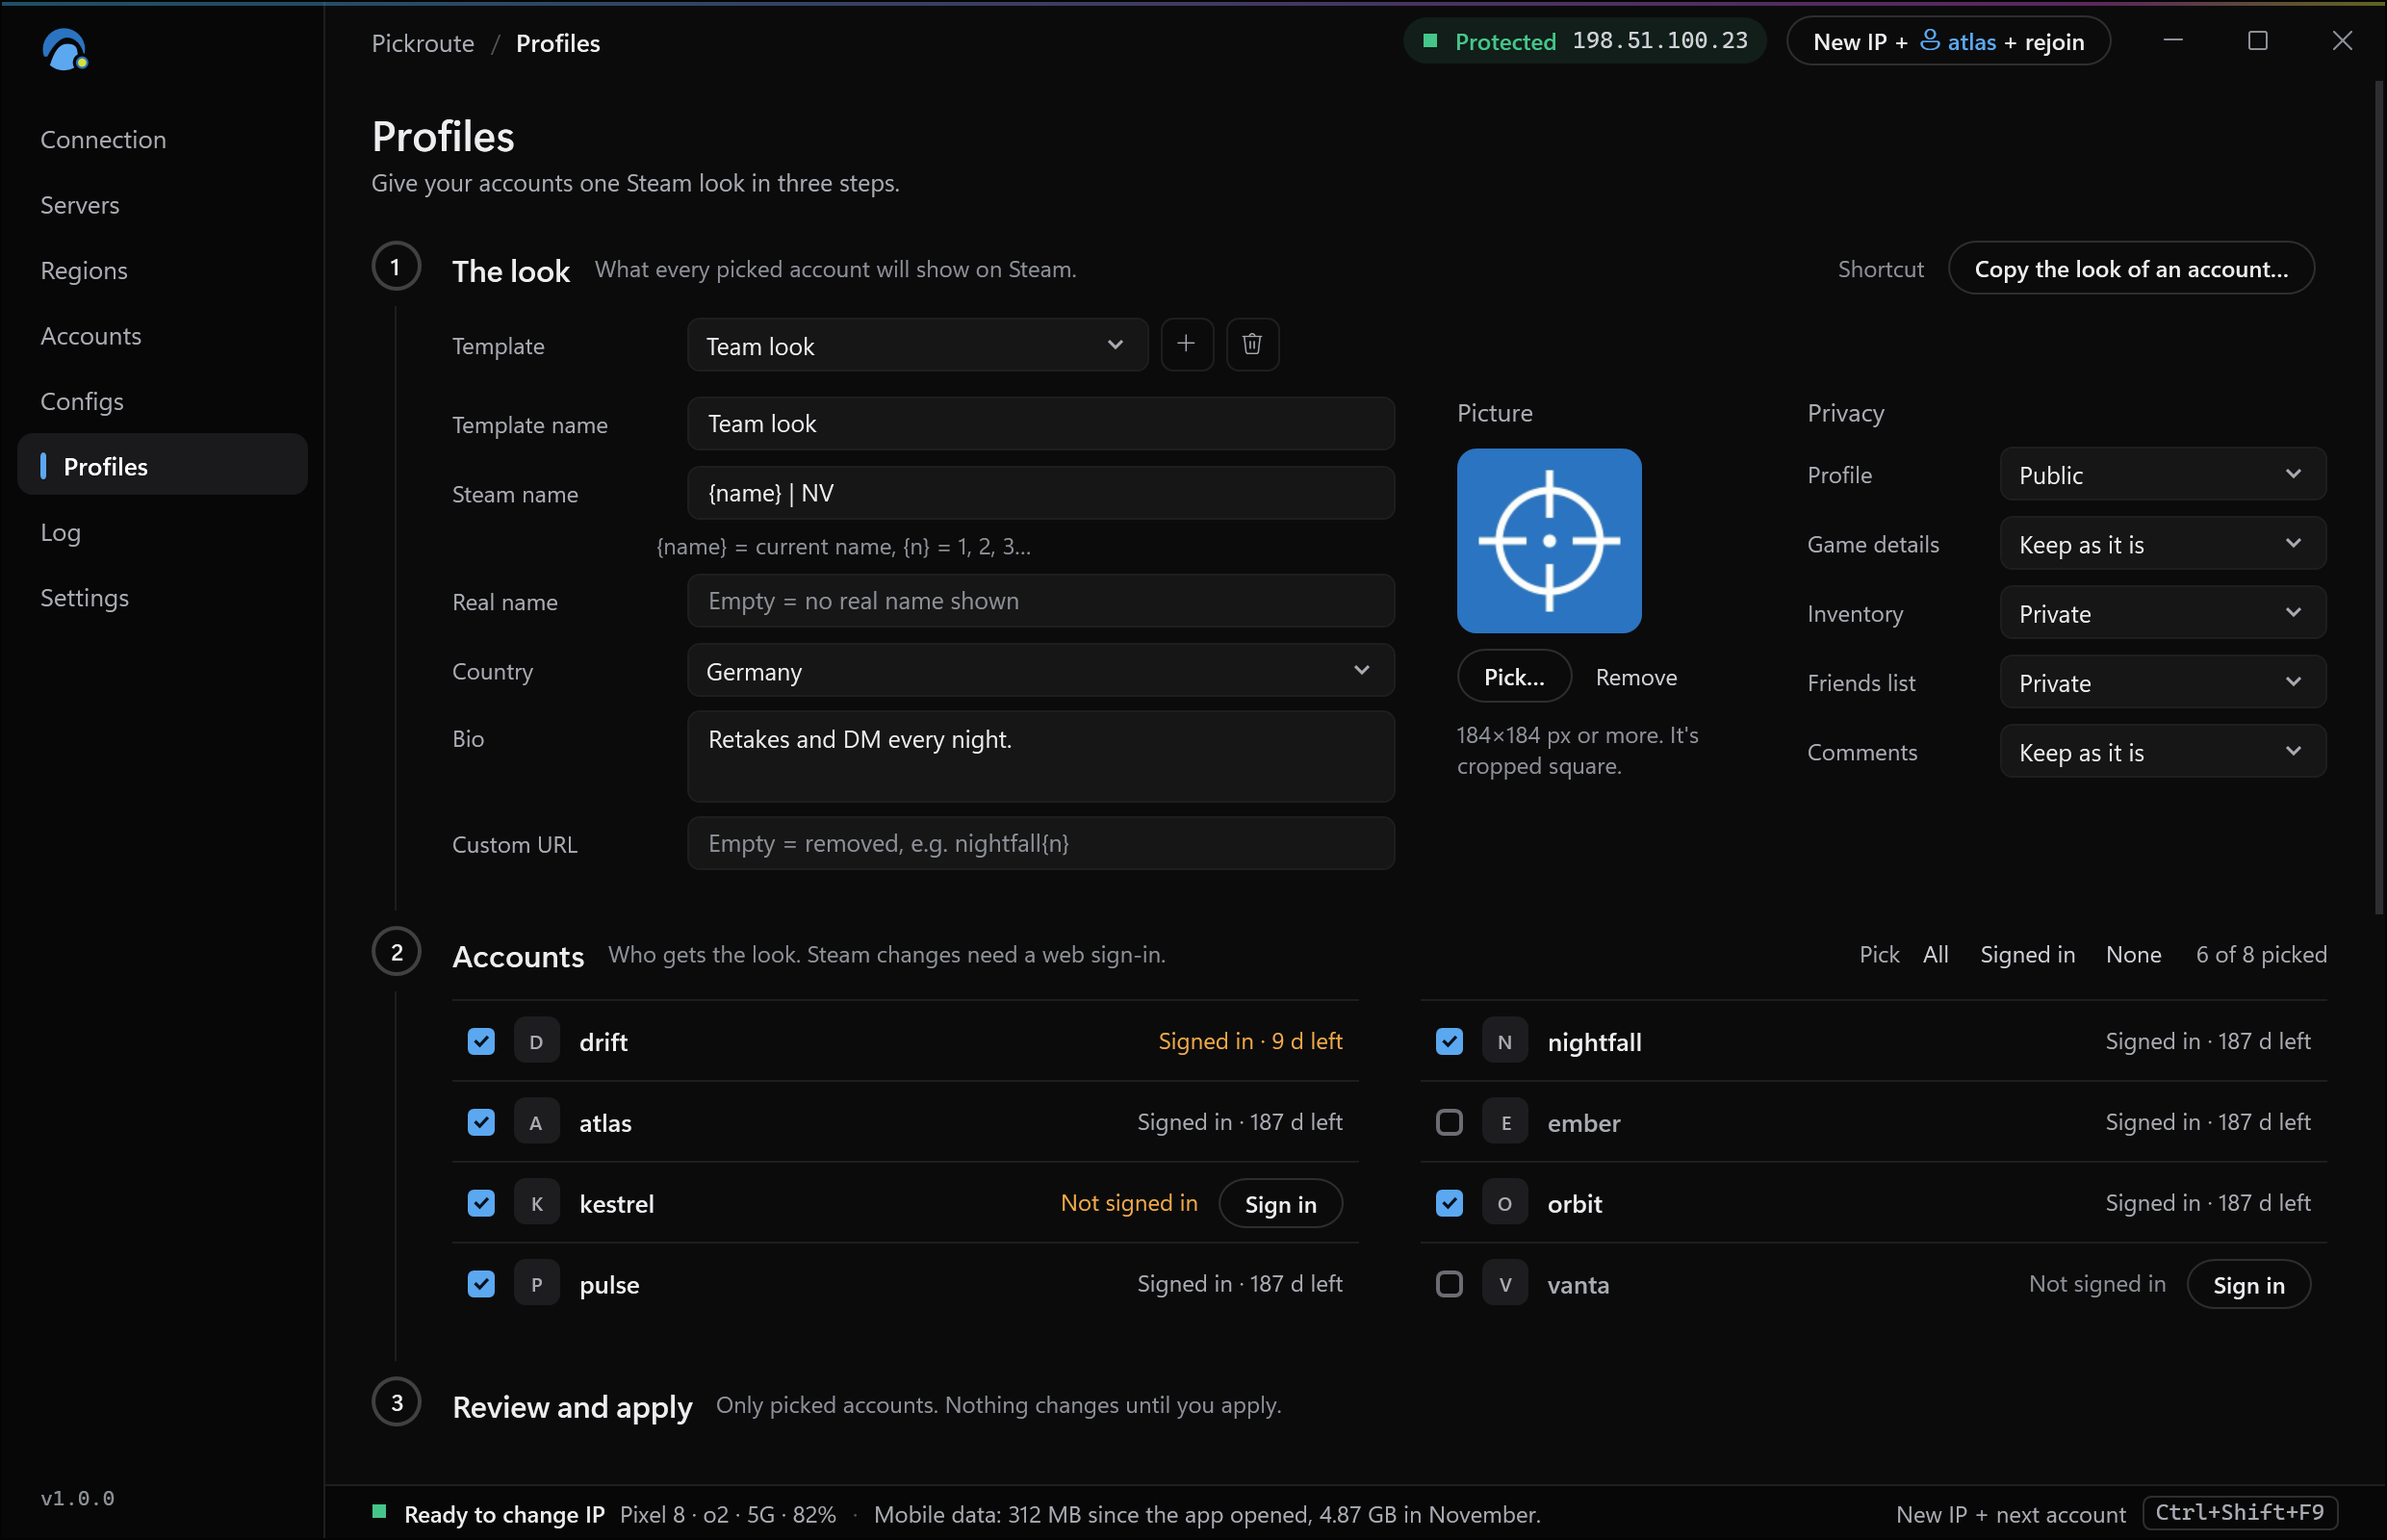 Pickroute / Profiles
Protected 198.51.100.23
New IP + atlas + rejoin
Connection
Servers
Regions
Accounts
Configs
Profiles
Log
Settings
v1.0.0
Profiles
Give your accounts one Steam look in three steps.
1 The look What every picked account will show on Steam.
Shortcut Copy the look of an account...
Template Team look
Template name Team look
Steam name {name} | NV
{name} = current name, {n} = 1, 2, 3...
Real name Empty = no real name shown
Country Germany
Bio Retakes and DM every night.
Custom URL Empty = removed, e.g. nightfall{n}
Picture
Pick... Remove
184×184 px or more. It's
cropped square.
Privacy
Profile Public
Game details Keep as it is
Inventory Private
Friends list Private
Comments Keep as it is
2 Accounts Who gets the look. Steam changes need a web sign-in.
Pick All Signed in None 6 of 8 picked
D drift Signed in · 9 d left
N nightfall Signed in · 187 d left
A atlas Signed in · 187 d left
E ember Signed in · 187 d left
K kestrel Not signed in Sign in
O orbit Signed in · 187 d left
P pulse Signed in · 187 d left
V vanta Not signed in Sign in
3 Review and apply Only picked accounts. Nothing changes until you apply.
Ready to change IP Pixel 8 · o2 · 5G · 82% · Mobile data: 312 MB since the app opened, 4.87 GB in November.
New IP + next account Ctrl+Shift+F9